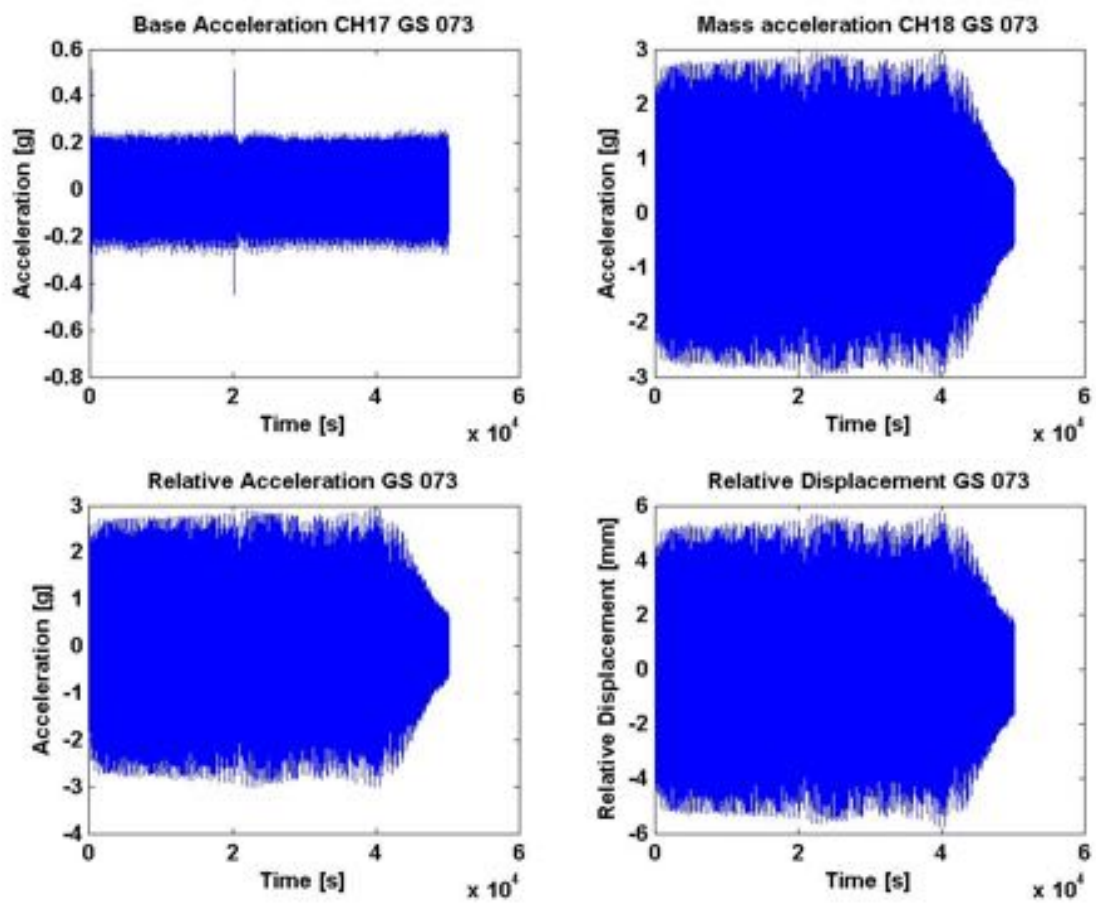 Base Acceleration CH17 GS 073
Acceleration [g]
0.6
0.4
0.2
0
-0.2
-0.4
-0.6
-0.8
0 2 4 6
Time [s]
x 10⁴
Mass acceleration CH18 GS 073
Acceleration [g]
3
2
1
0
-1
-2
-3
0 2 4 6
Time [s]
x 10⁴
Relative Acceleration GS 073
Acceleration [g]
3
2
1
0
-1
-2
-3
-4
0 2 4 6
Time [s]
x 10⁴
Relative Displacement GS 073
Relative Displacement [mm]
6
4
2
0
-2
-4
-6
0 2 4 6
Time [s]
x 10⁴